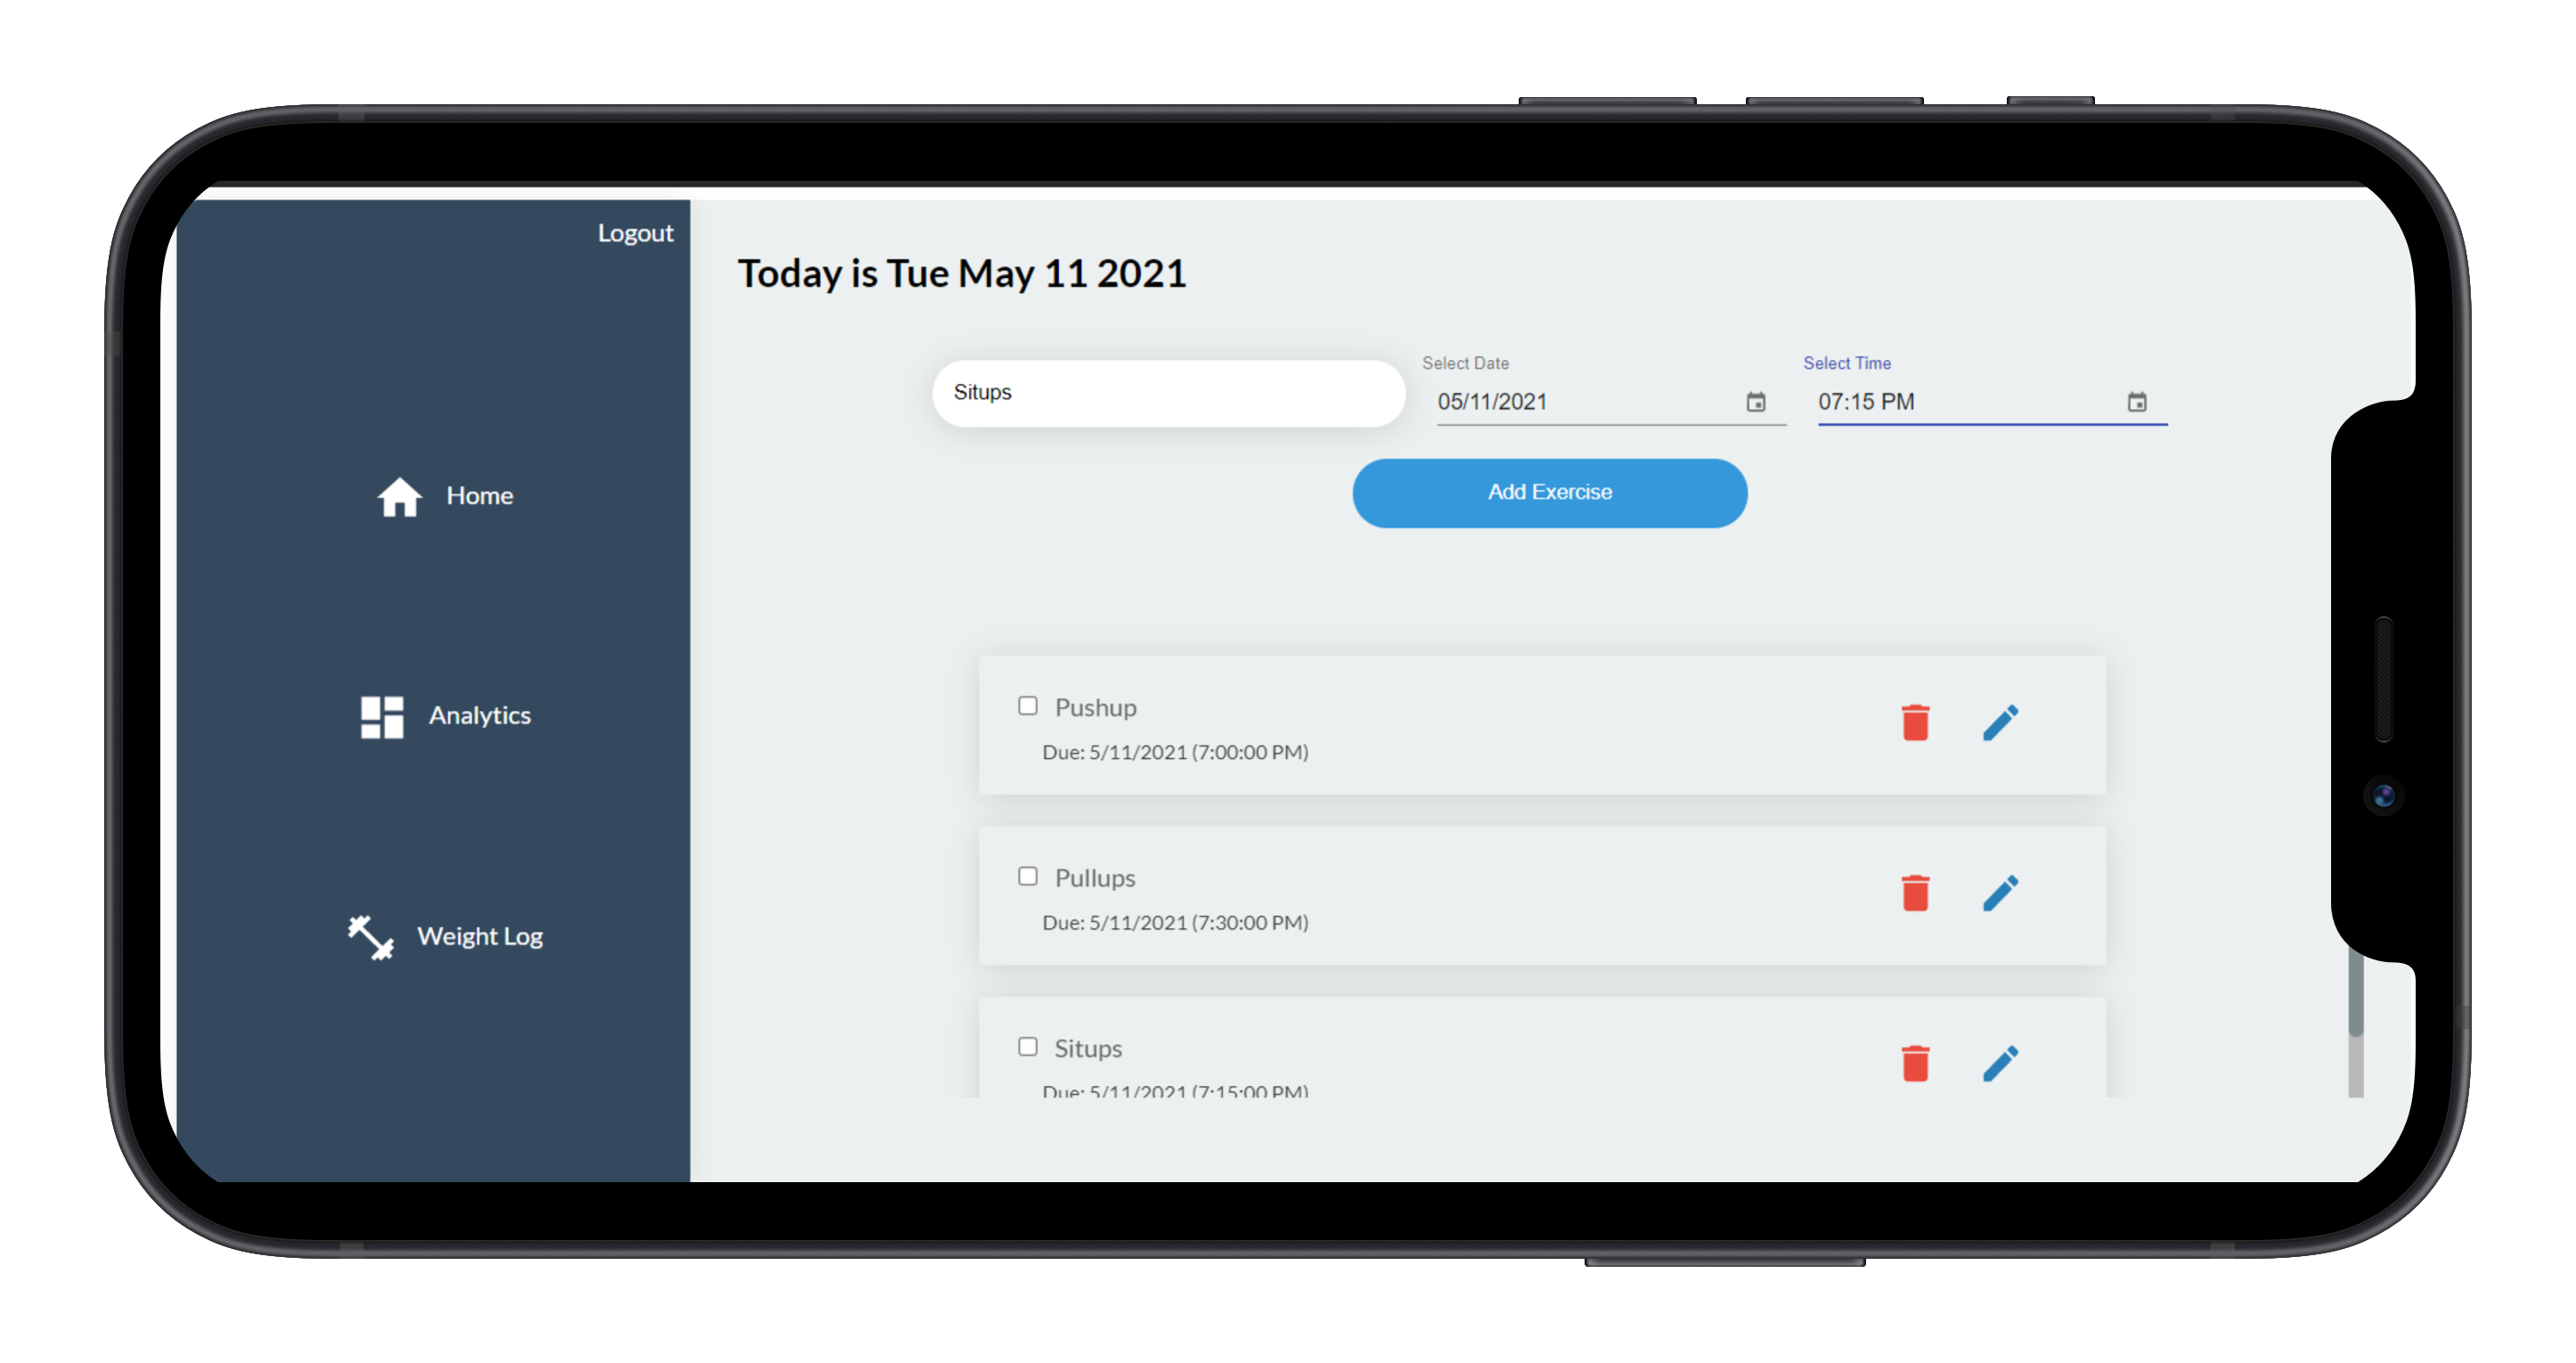 Logout
Today is Tue May 11 2021
Select Date
Select Time
Situps
05/11/2021
07:15 PM
Add Exercise
Home
Analytics
Weight Log
Pushup
Due: 5/11/2021 (7:00:00 PM)
Pullups
Due: 5/11/2021 (7:30:00 PM)
Situps
Due: 5/11/2021 (7:15:00 PM)